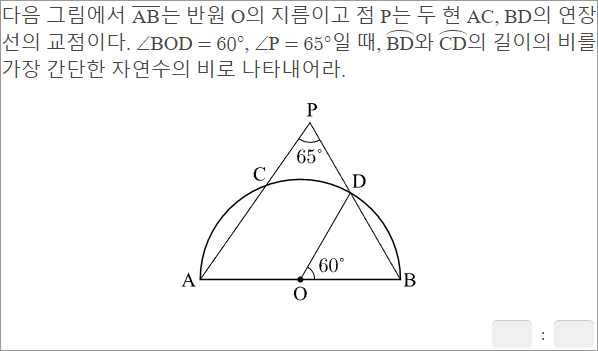 다음 그림에서 AB는 반원 O의 지름이고 점 P는 두 현 AC, BD의 연장
선의 교점이다. ∠BOD = 60°, ∠P = 65°일 때, BD와 CD의 길이의 비를
가장 간단한 자연수의 비로 나타내어라.
P
65°
C
D
60°
A
B
O
: